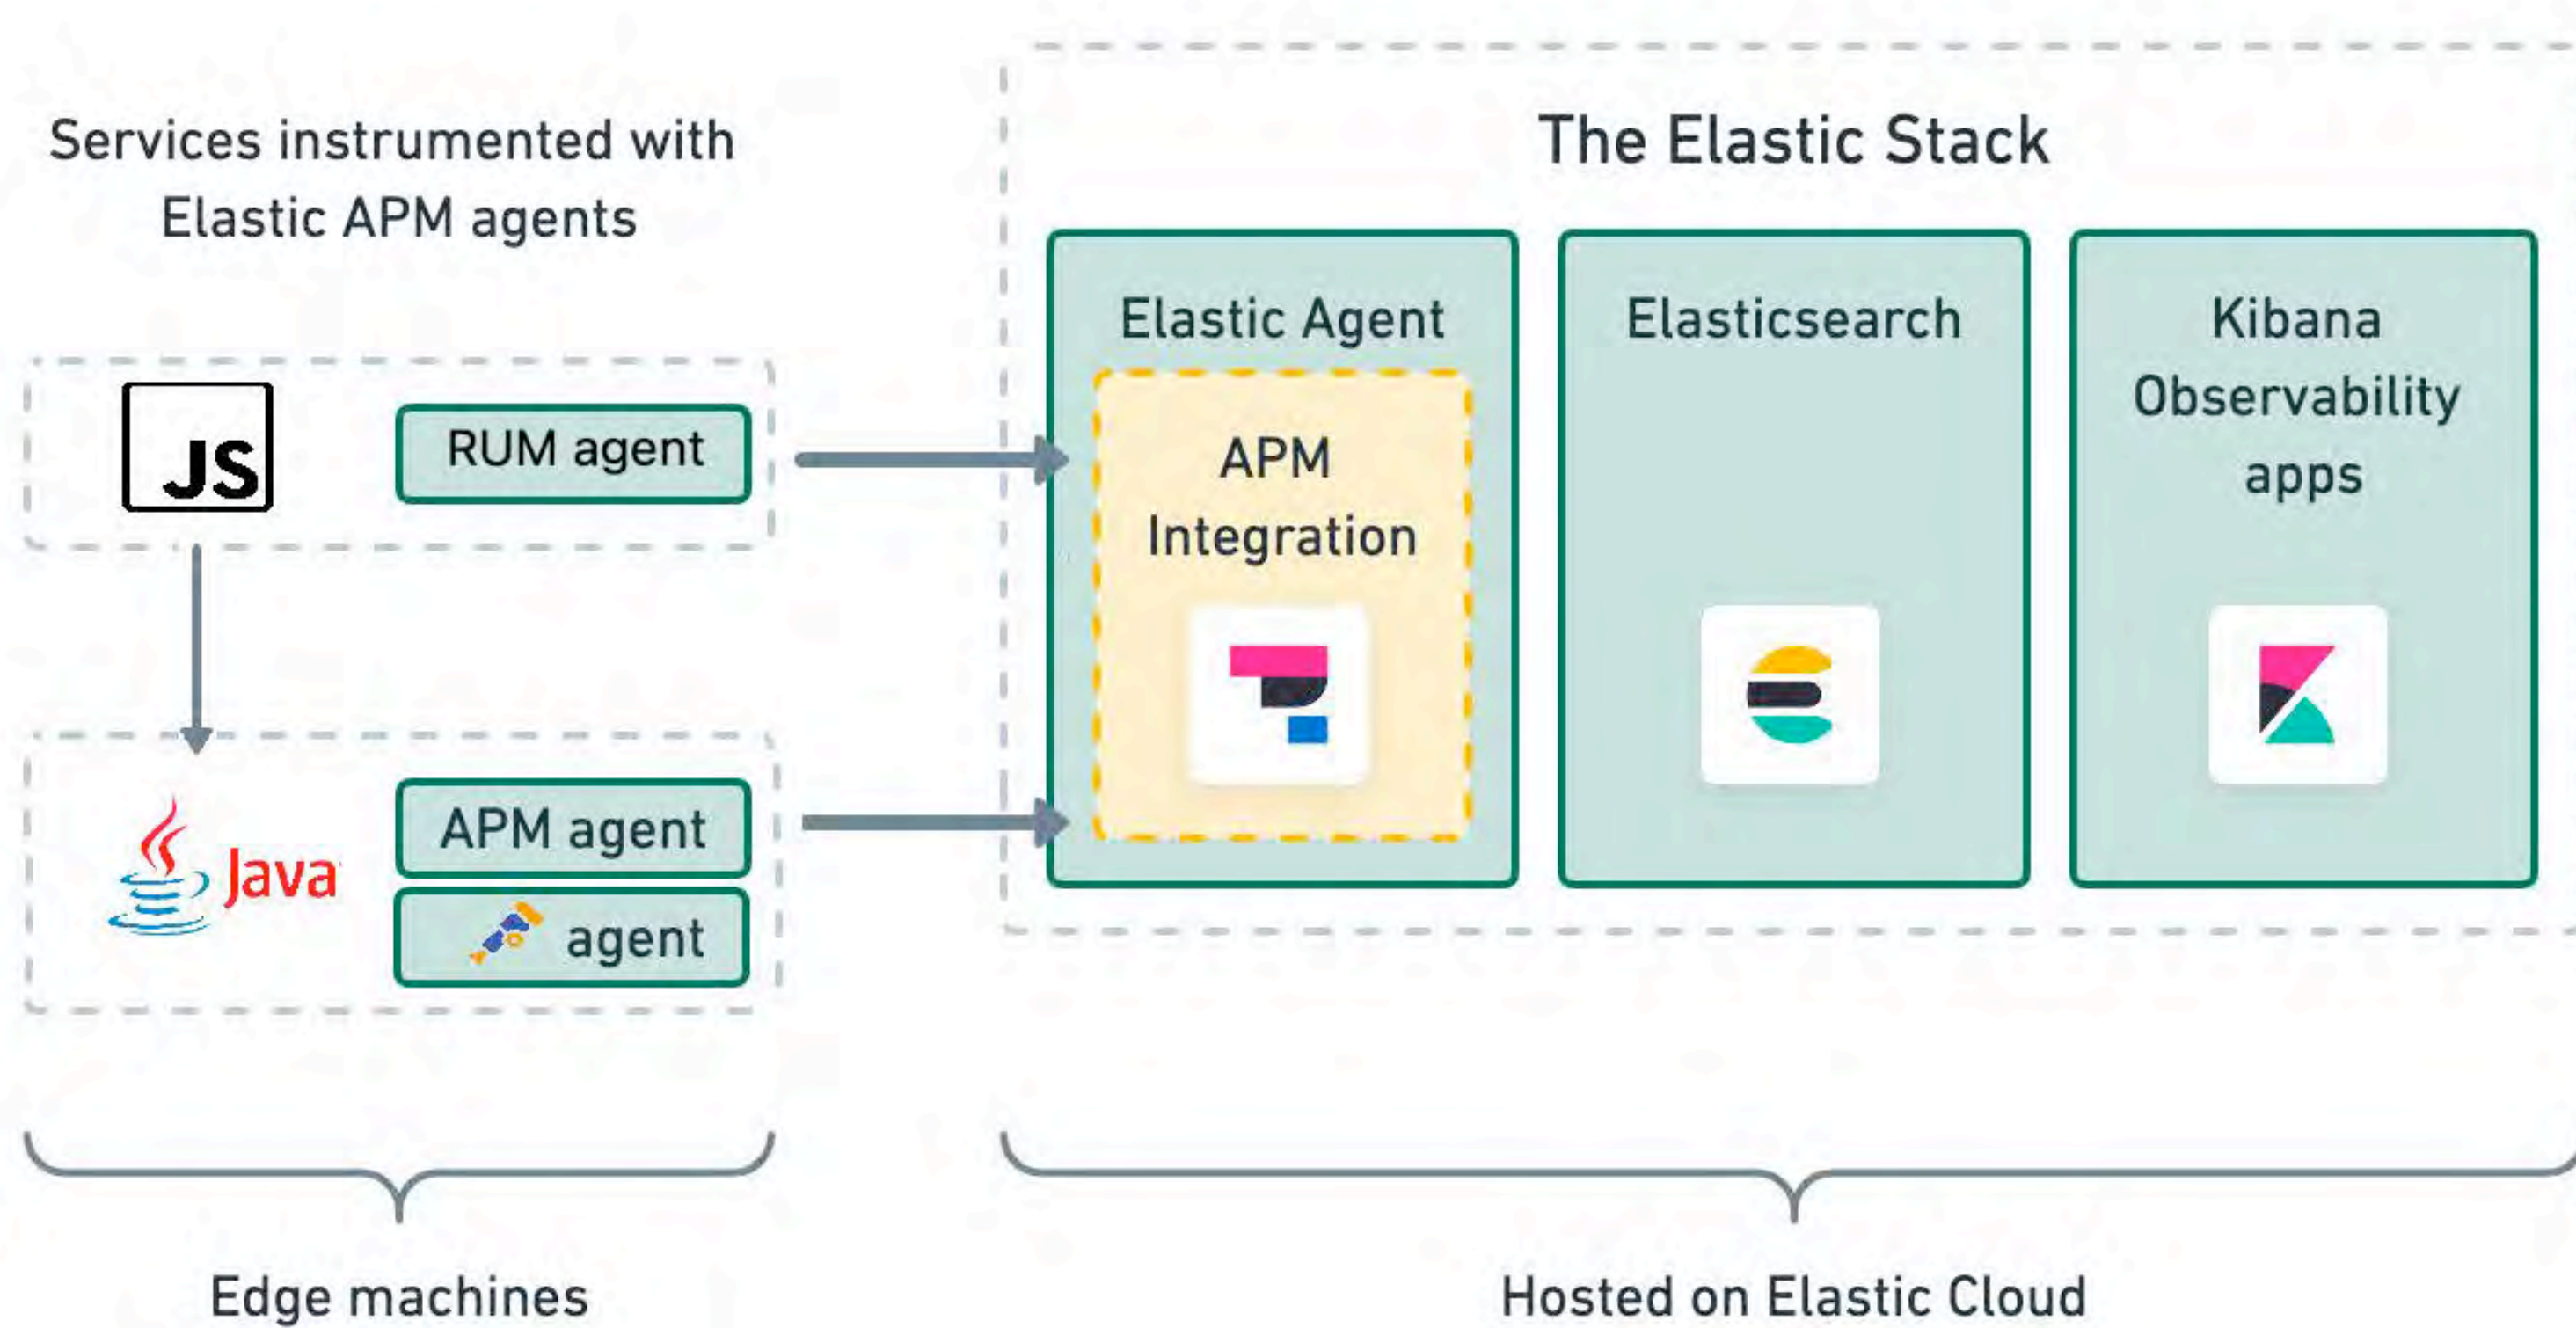 Services instrumented with
Elastic APM agents
JS
RUM agent
Java
APM agent
agent
Edge machines
The Elastic Stack
Elastic Agent
APM
Integration
Elasticsearch
Kibana
Observability
apps
Hosted on Elastic Cloud